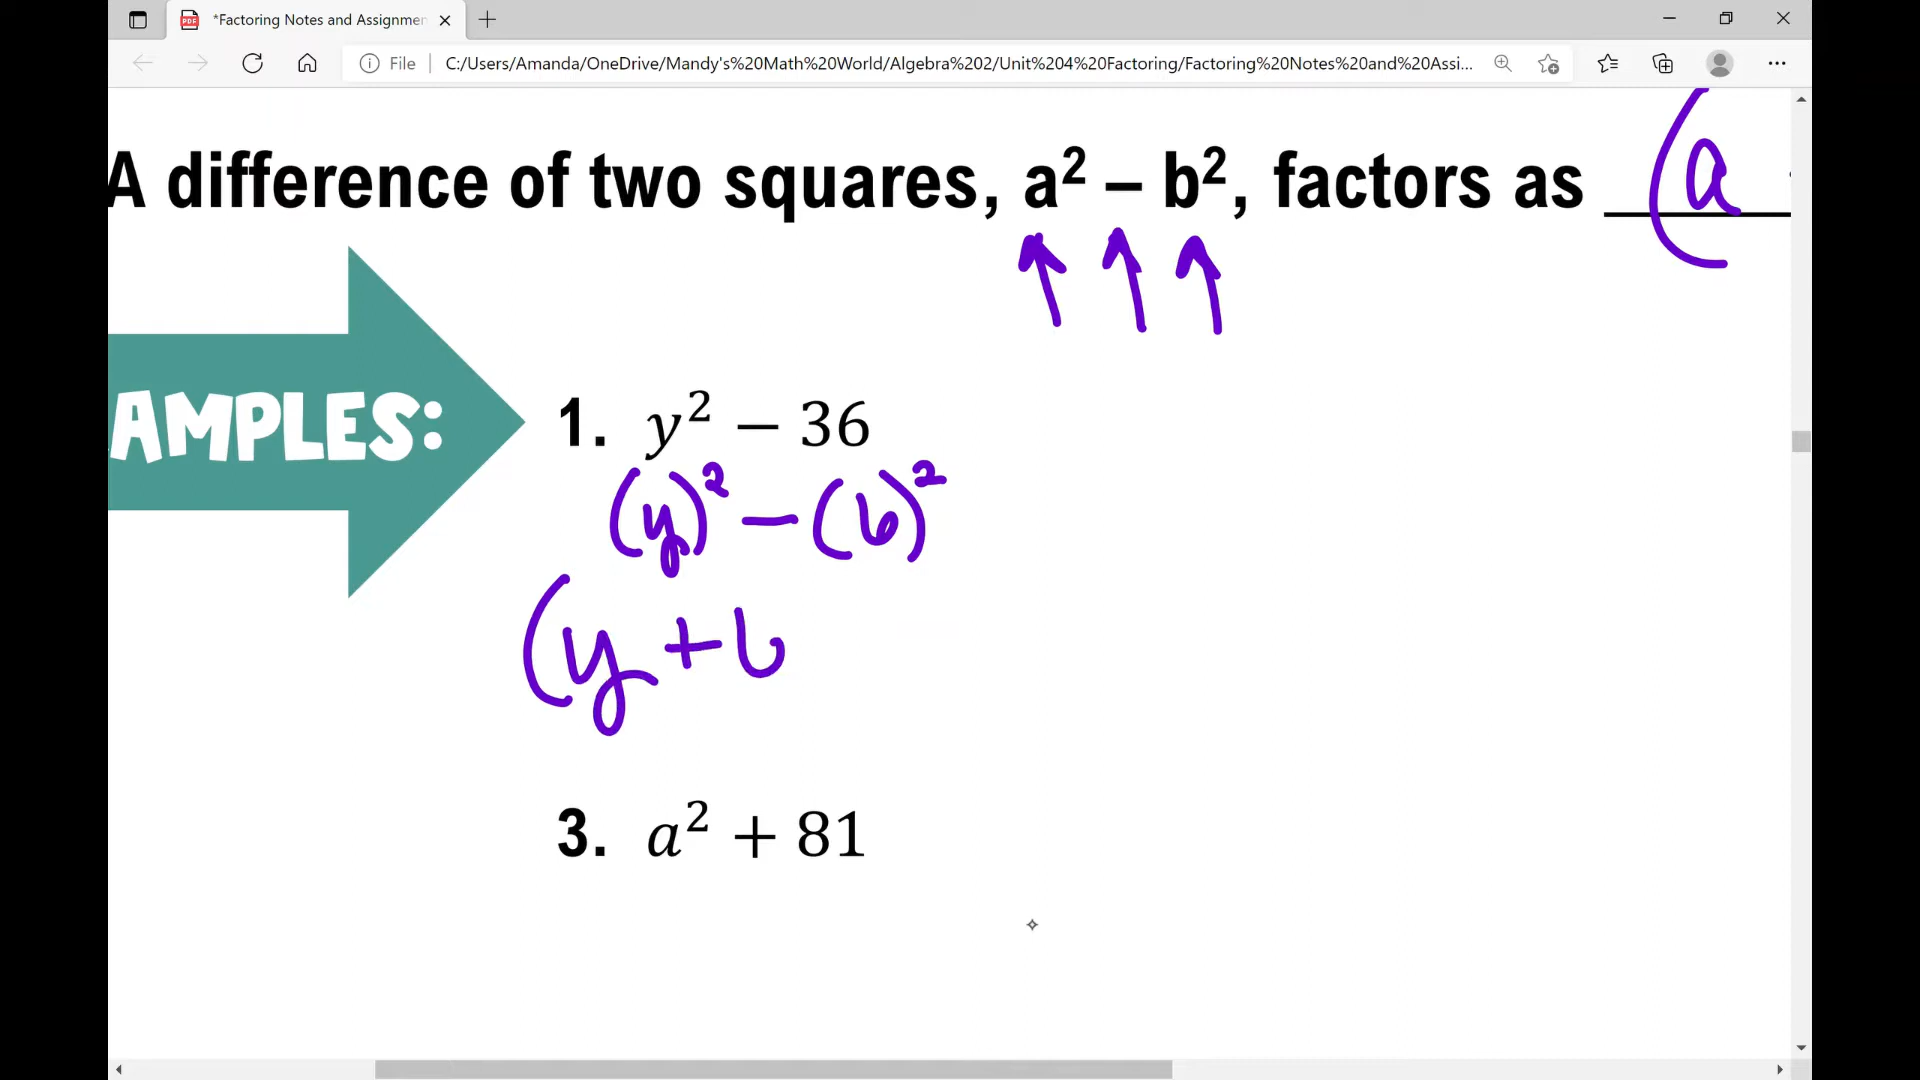 *Factoring Notes and Assignmen
File
C:/Users/Amanda/OneDrive/Mandy's%20Math%20World/Algebra%202/Unit%204%20Factoring/Factoring%20Notes%20and%20Assi...
A difference of two squares, a² – b², factors as (a
AMPLES:
1. y² − 36
(y)² − (6)²
(y + 6
3. a² + 81